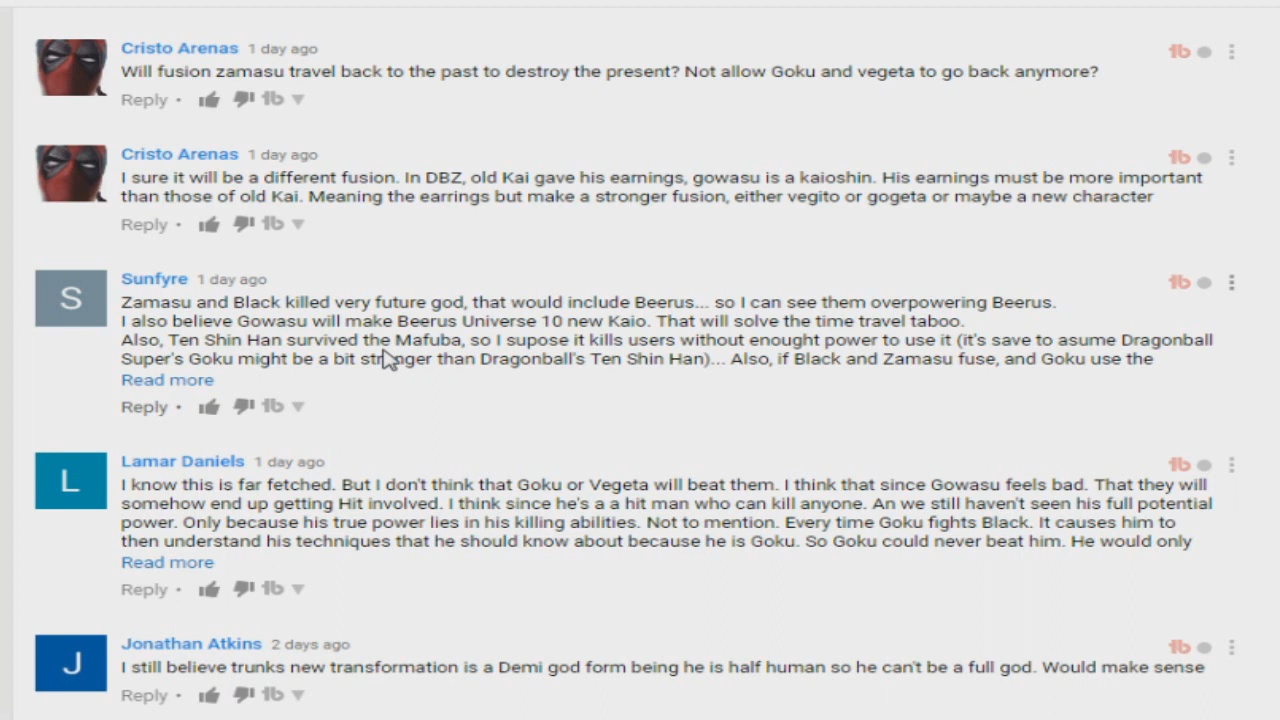 Cristo Arenas 1 day ago
Will fusion zamasu travel back to the past to destroy the present? Not allow Goku and vegeta to go back anymore?
Reply •
Cristo Arenas 1 day ago
I sure it will be a different fusion. In DBZ, old Kai gave his earnings, gowasu is a kaioshin. His earnings must be more important
than those of old Kai. Meaning the earrings but make a stronger fusion, either vegito or gogeta or maybe a new character
Reply •
S
Sunfyre 1 day ago
Zamasu and Black killed very future god, that would include Beerus... so I can see them overpowering Beerus.
I also believe Gowasu will make Beerus Universe 10 new Kaio. That will solve the time travel taboo.
Also, Ten Shin Han survived the Mafuba, so I supose it kills users without enought power to use it (it's save to asume Dragonball
Super's Goku might be a bit stronger than Dragonball's Ten Shin Han)... Also, if Black and Zamasu fuse, and Goku use the
Read more
Reply •
L
Lamar Daniels 1 day ago
I know this is far fetched. But I don't think that Goku or Vegeta will beat them. I think that since Gowasu feels bad. That they will
somehow end up getting Hit involved. I think since he's a a hit man who can kill anyone. An we still haven't seen his full potential
power. Only because his true power lies in his killing abilities. Not to mention. Every time Goku fights Black. It causes him to
then understand his techniques that he should know about because he is Goku. So Goku could never beat him. He would only
Read more
Reply •
J
Jonathan Atkins 2 days ago
I still believe trunks new transformation is a Demi god form being he is half human so he can't be a full god. Would make sense
Reply •